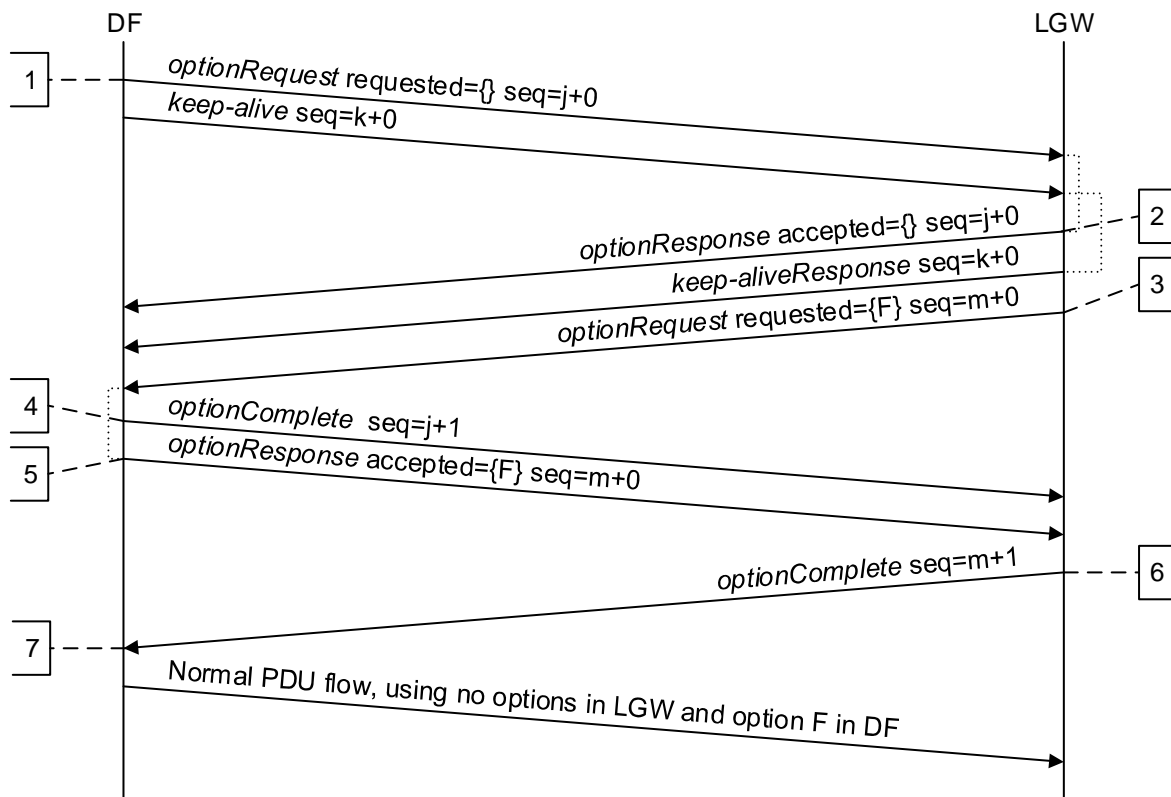 DF
LGW
1
optionRequest requested={} seq=j+0
keep-alive seq=k+0
2
optionResponse accepted={} seq=j+0
keep-aliveResponse seq=k+0
3
optionRequest requested={F} seq=m+0
4
optionComplete seq=j+1
5
optionResponse accepted={F} seq=m+0
optionComplete seq=m+1
6
7
Normal PDU flow, using no options in LGW and option F in DF